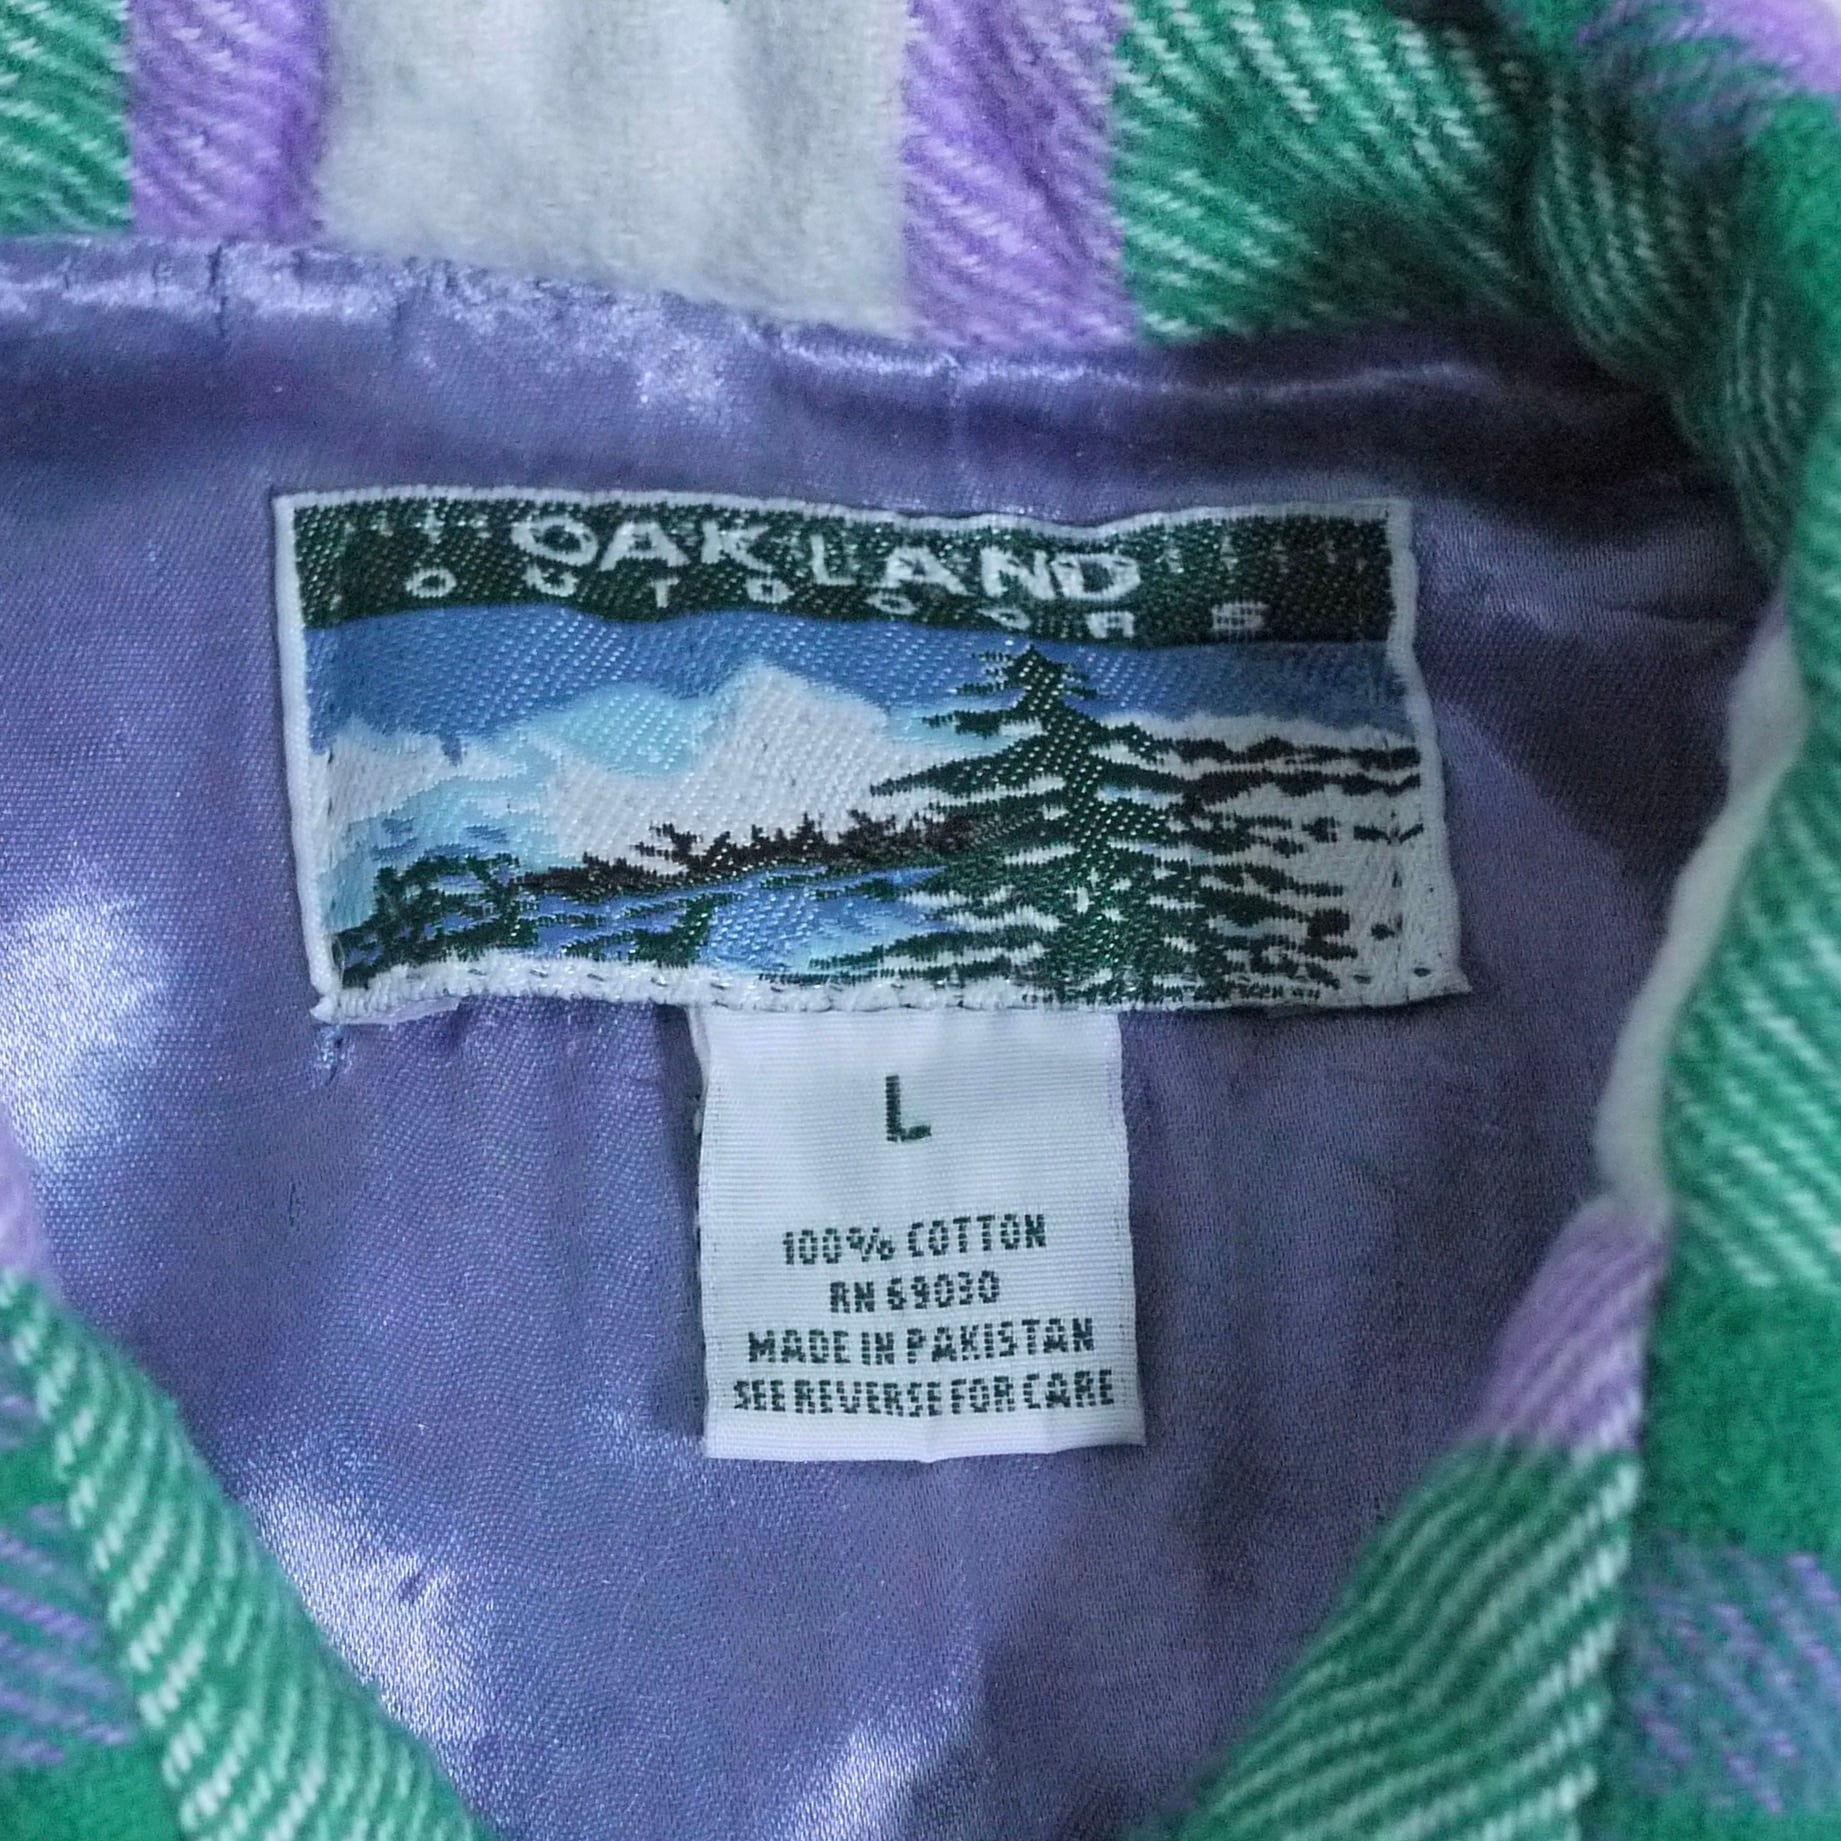 OAKLAND
OUTDOORS
L
100% COTTON
RN 69030
MADE IN PAKISTAN
SEE REVERSE FOR CARE